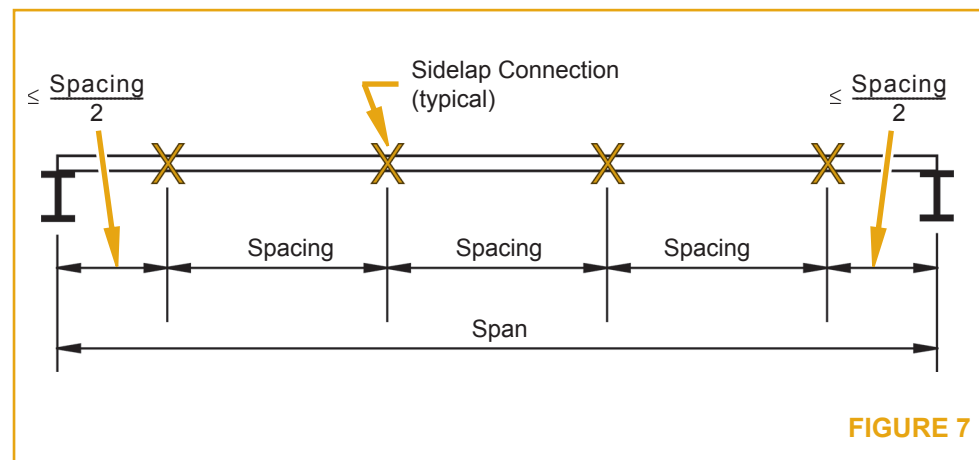 Sidelap Connection
(typical)
≤ Spacing
2
≤ Spacing
2
Spacing
Spacing
Spacing
Span
FIGURE 7